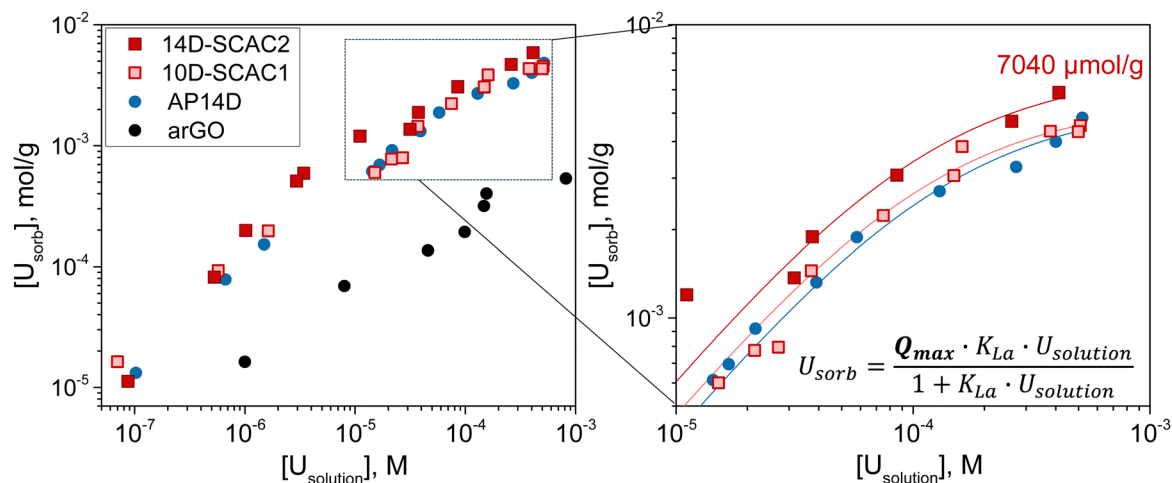 10⁻²
10⁻³
10⁻⁴
10⁻⁵
[U_sorb], mol/g
14D-SCAC2
10D-SCAC1
AP14D
arGO
10⁻⁷ 10⁻⁶ 10⁻⁵ 10⁻⁴ 10⁻³
[U_solution], M
10⁻²
10⁻³
[U_sorb], mol/g
7040 µmol/g
U_sorb = Q_max · K_La · U_solution / 1 + K_La · U_solution
10⁻⁵ 10⁻⁴ 10⁻³
[U_solution], M